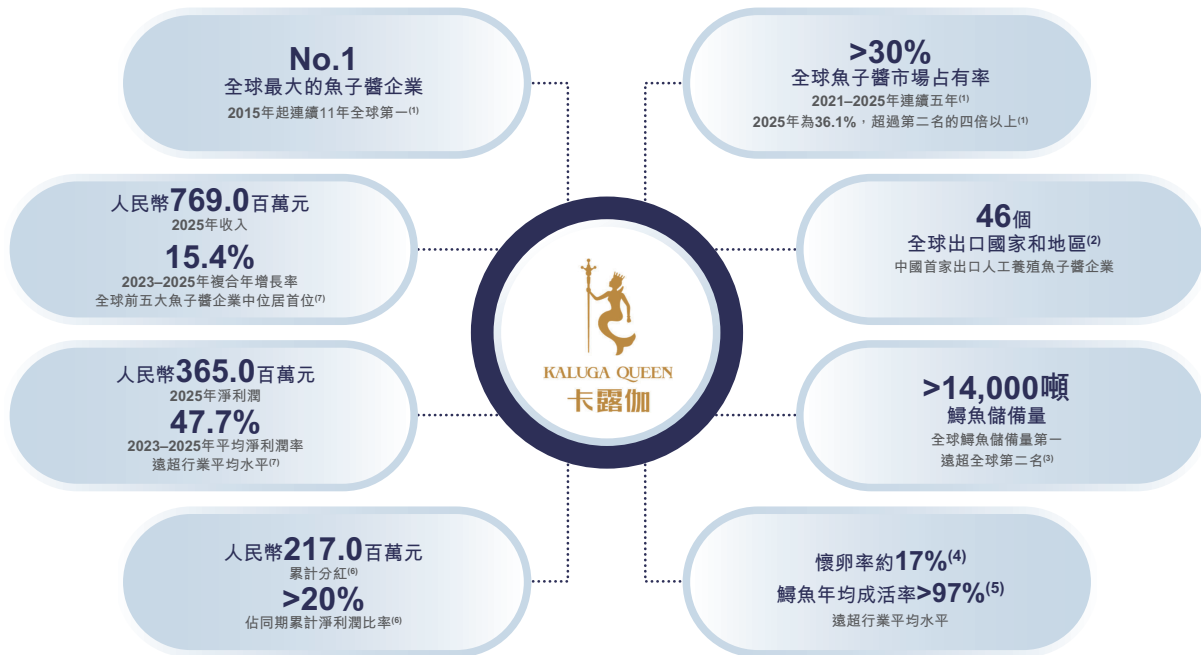 No.1
全球最大的魚子醬企業
2015年起連續11年全球第一(1)
>30%
全球魚子醬市場占有率
2021–2025年連續五年(1)
2025年為36.1%，超過第二名的四倍以上(1)
人民幣769.0百萬元
2025年收入
15.4%
2023–2025年複合年增長率
全球前五大魚子醬企業中位居首位(7)
46個
全球出口國家和地區(2)
中國首家出口人工養殖魚子醬企業
KALUGA QUEEN
卡露伽
人民幣365.0百萬元
2025年淨利潤
47.7%
2023–2025年平均淨利潤率
遠超行業平均水平(7)
>14,000噸
鱘魚儲備量
全球鱘魚儲備量第一
遠超全球第二名(3)
人民幣217.0百萬元
累計分紅(6)
>20%
佔同期累計淨利潤比率(6)
懷卵率約17%(4)
鱘魚年均成活率>97%(5)
遠超行業平均水平